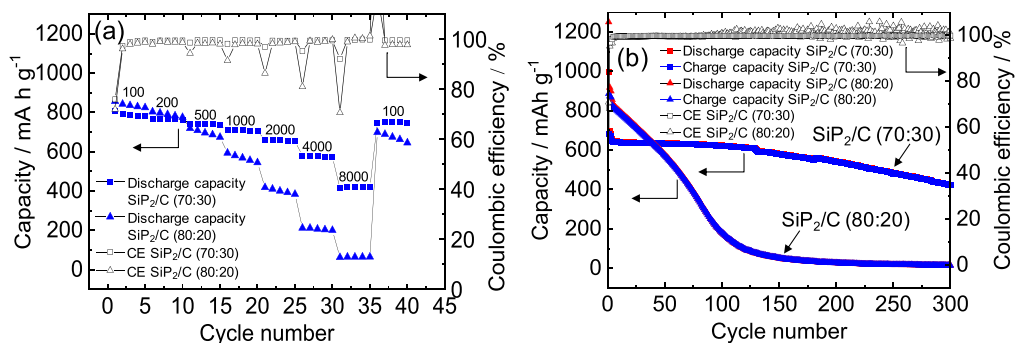 (a)
1200
1000
800
600
400
200
0
Capacity / mA h g⁻¹
100
200
500
1000
2000
4000
8000
100
Discharge capacity
SiP₂/C (70:30)
Discharge capacity
SiP₂/C (80:20)
CE SiP₂/C (70:30)
CE SiP₂/C (80:20)
0 5 10 15 20 25 30 35 40 45
Cycle number
100
80
60
40
20
0
Coulombic efficiency / %
(b)
1200
1000
800
600
400
200
0
Capacity / mAh g⁻¹
Discharge capacity SiP₂/C (70:30)
Charge capacity SiP₂/C (70:30)
Discharge capacity SiP₂/C (80:20)
Charge capacity SiP₂/C (80:20)
CE SiP₂/C (70:30)
CE SiP₂/C (80:20)
SiP₂/C (70:30)
SiP₂/C (80:20)
0 50 100 150 200 250 300
Cycle number
100
80
60
40
20
0
Coulombic efficiency / %